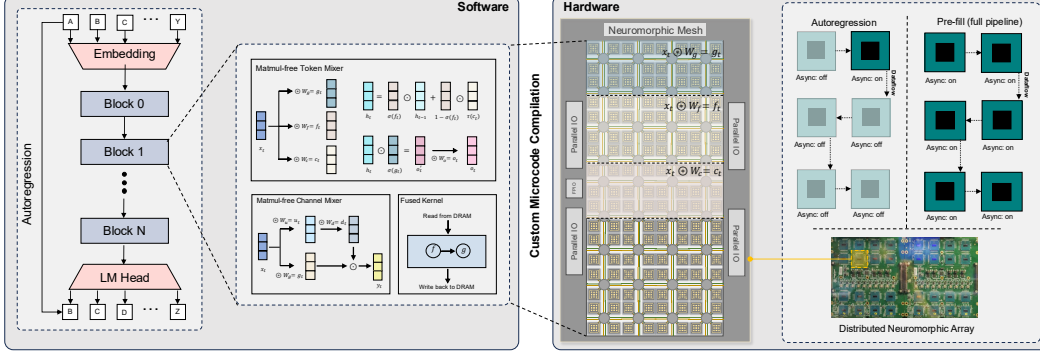 Software
A B C ··· Y
Embedding
Block 0
Block 1
Block N
LM Head
B C D ··· Z
Autoregression
Matmul-free Token Mixer
x_t
⊙ W_g = g_t
⊙ W_f = f_t
⊙ W_c = c_t
= ⊙ + ⊙
h_t σ(f_t) h_{t-1} 1 − σ(f_t) τ(c_t)
⊙ = ⊙ W_o = o_t
h_t σ(g_t)
Matmul-free Channel Mixer
⊙ W_u = u_t ⊙ W_d = d_t
x_t
⊙ W_g = g_t
y_t
Fused Kernel
Read from DRAM
f g
Write back to DRAM
Custom Microcode Compilation
Hardware
Neuromorphic Mesh
x_t ⊙ W_g = g_t
x_t ⊙ W_f = f_t
x_t ⊙ W_c = c_t
Parallel IO
Parallel IO
Parallel IO
Parallel IO
Autoregression
Async: off Async: on
Dataflow
Async: off Async: off
Async: off Async: off
Pre-fill (full pipeline)
Async: on Async: on
Dataflow
Async: on Async: on
Async: on Async: on
Distributed Neuromorphic Array